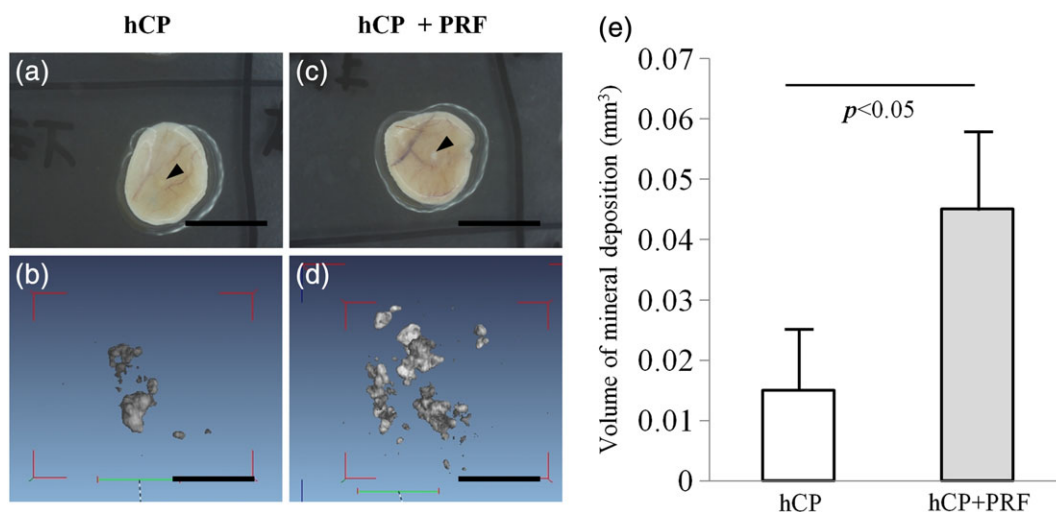 hCP
hCP + PRF
(a)
(c)
(b)
(d)
(e)
Volume of mineral deposition (mm³)
0.07
0.06
0.05
0.04
0.03
0.02
0.01
0
p<0.05
hCP
hCP+PRF